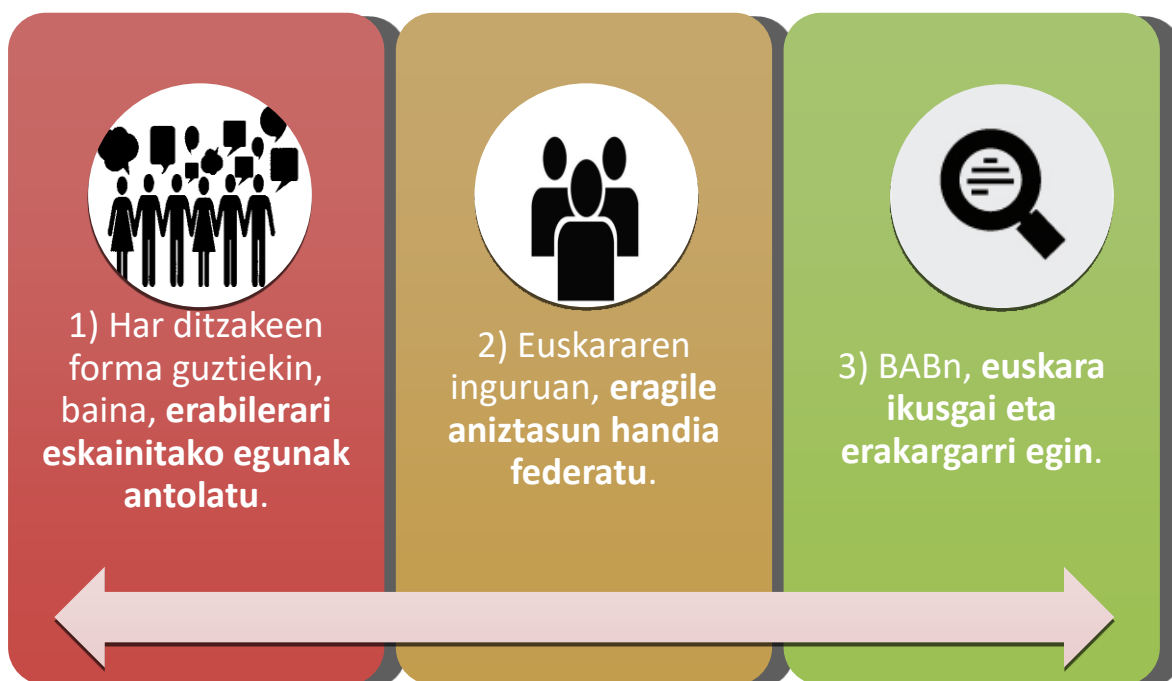 1) Har ditzakeen
forma guztiekin,
baina, erabilerari
eskainitako egunak
antolatu.
2) Euskararen
inguruan, eragile
aniztasun handia
federatu.
3) BABn, euskara
ikusgai eta
erakargarri egin.